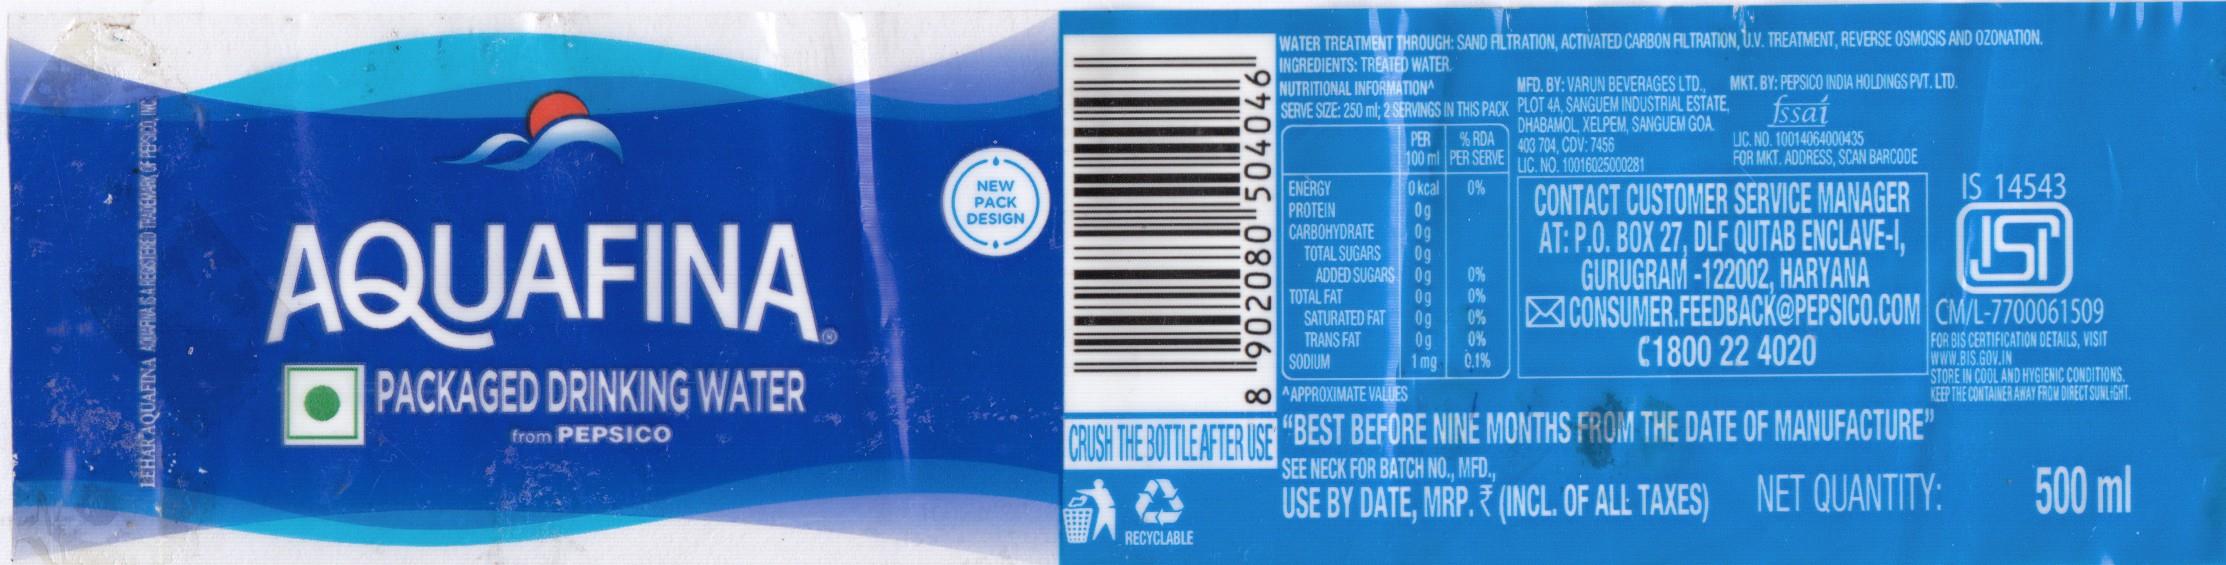 LEHAR AQUAFINA AQUAFINA IS A REGISTERED TRADEMARK OF PEPSICO, INC.
NEW
PACK
DESIGN
AQUAFINA®
PACKAGED DRINKING WATER
from PEPSICO
8 902080 504046
CRUSH THE BOTTLE AFTER USE
RECYCLABLE
WATER TREATMENT THROUGH: SAND FILTRATION, ACTIVATED CARBON FILTRATION, U.V. TREATMENT, REVERSE OSMOSIS AND OZONATION.
INGREDIENTS: TREATED WATER.
NUTRITIONAL INFORMATION^
SERVE SIZE: 250 ml; 2 SERVINGS IN THIS PACK
PER 100 ml % RDA PER SERVE
ENERGY 0 kcal 0%
PROTEIN 0 g
CARBOHYDRATE 0 g
TOTAL SUGARS 0 g
ADDED SUGARS 0 g 0%
TOTAL FAT 0 g 0%
SATURATED FAT 0 g 0%
TRANS FAT 0 g 0%
SODIUM 1 mg 0.1%
^APPROXIMATE VALUES
MFD. BY: VARUN BEVERAGES LTD.,
PLOT 4A, SANGUEM INDUSTRIAL ESTATE,
DHABAMOL, XELPEM, SANGUEM GOA.
403 704, CDV: 7456
LIC. NO. 10016025000281
MKT. BY: PEPSICO INDIA HOLDINGS PVT. LTD.
fssai
LIC. NO. 10014064000435
FOR MKT. ADDRESS, SCAN BARCODE
CONTACT CUSTOMER SERVICE MANAGER
AT: P.O. BOX 27, DLF QUTAB ENCLAVE-I,
GURUGRAM -122002, HARYANA
CONSUMER.FEEDBACK@PEPSICO.COM
1800 22 4020
IS 14543
ISI
CM/L-7700061509
FOR BIS CERTIFICATION DETAILS, VISIT
WWW.BIS.GOV.IN
STORE IN COOL AND HYGIENIC CONDITIONS.
KEEP THE CONTAINER AWAY FROM DIRECT SUNLIGHT.
"BEST BEFORE NINE MONTHS FROM THE DATE OF MANUFACTURE"
SEE NECK FOR BATCH NO., MFD.,
USE BY DATE, MRP. ₹ (INCL. OF ALL TAXES)
NET QUANTITY: 500 ml